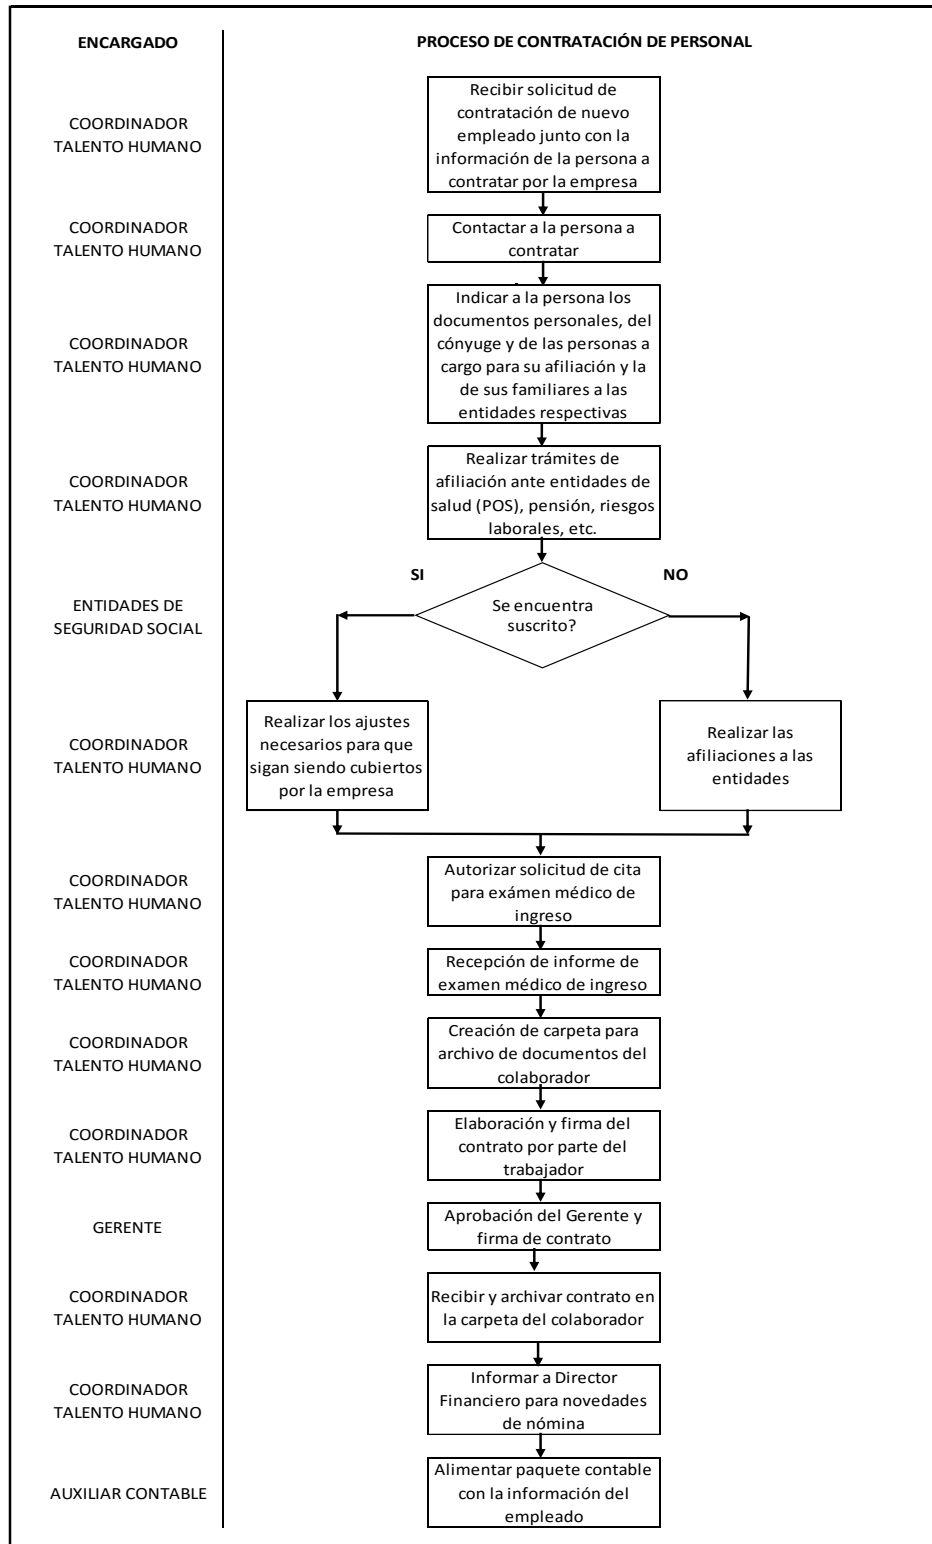 ENCARGADO
PROCESO DE CONTRATACIÓN DE PERSONAL
COORDINADOR
TALENTO HUMANO
Recibir solicitud de
contratación de nuevo
empleado junto con la
información de la persona a
contratar por la empresa
COORDINADOR
TALENTO HUMANO
Contactar a la persona a
contratar
COORDINADOR
TALENTO HUMANO
Indicar a la persona los
documentos personales, del
cónyuge y de las personas a
cargo para su afiliación y la
de sus familiares a las
entidades respectivas
COORDINADOR
TALENTO HUMANO
Realizar trámites de
afiliación ante entidades de
salud (POS), pensión, riesgos
laborales, etc.
SI
NO
ENTIDADES DE
SEGURIDAD SOCIAL
Se encuentra
suscrito?
COORDINADOR
TALENTO HUMANO
Realizar los ajustes
necesarios para que
sigan siendo cubiertos
por la empresa
Realizar las
afiliaciones a las
entidades
COORDINADOR
TALENTO HUMANO
Autorizar solicitud de cita
para exámen médico de
ingreso
COORDINADOR
TALENTO HUMANO
Recepción de informe de
examen médico de ingreso
COORDINADOR
TALENTO HUMANO
Creación de carpeta para
archivo de documentos del
colaborador
COORDINADOR
TALENTO HUMANO
Elaboración y firma del
contrato por parte del
trabajador
GERENTE
Aprobación del Gerente y
firma de contrato
COORDINADOR
TALENTO HUMANO
Recibir y archivar contrato en
la carpeta del colaborador
COORDINADOR
TALENTO HUMANO
Informar a Director
Financiero para novedades
de nómina
AUXILIAR CONTABLE
Alimentar paquete contable
con la información del
empleado